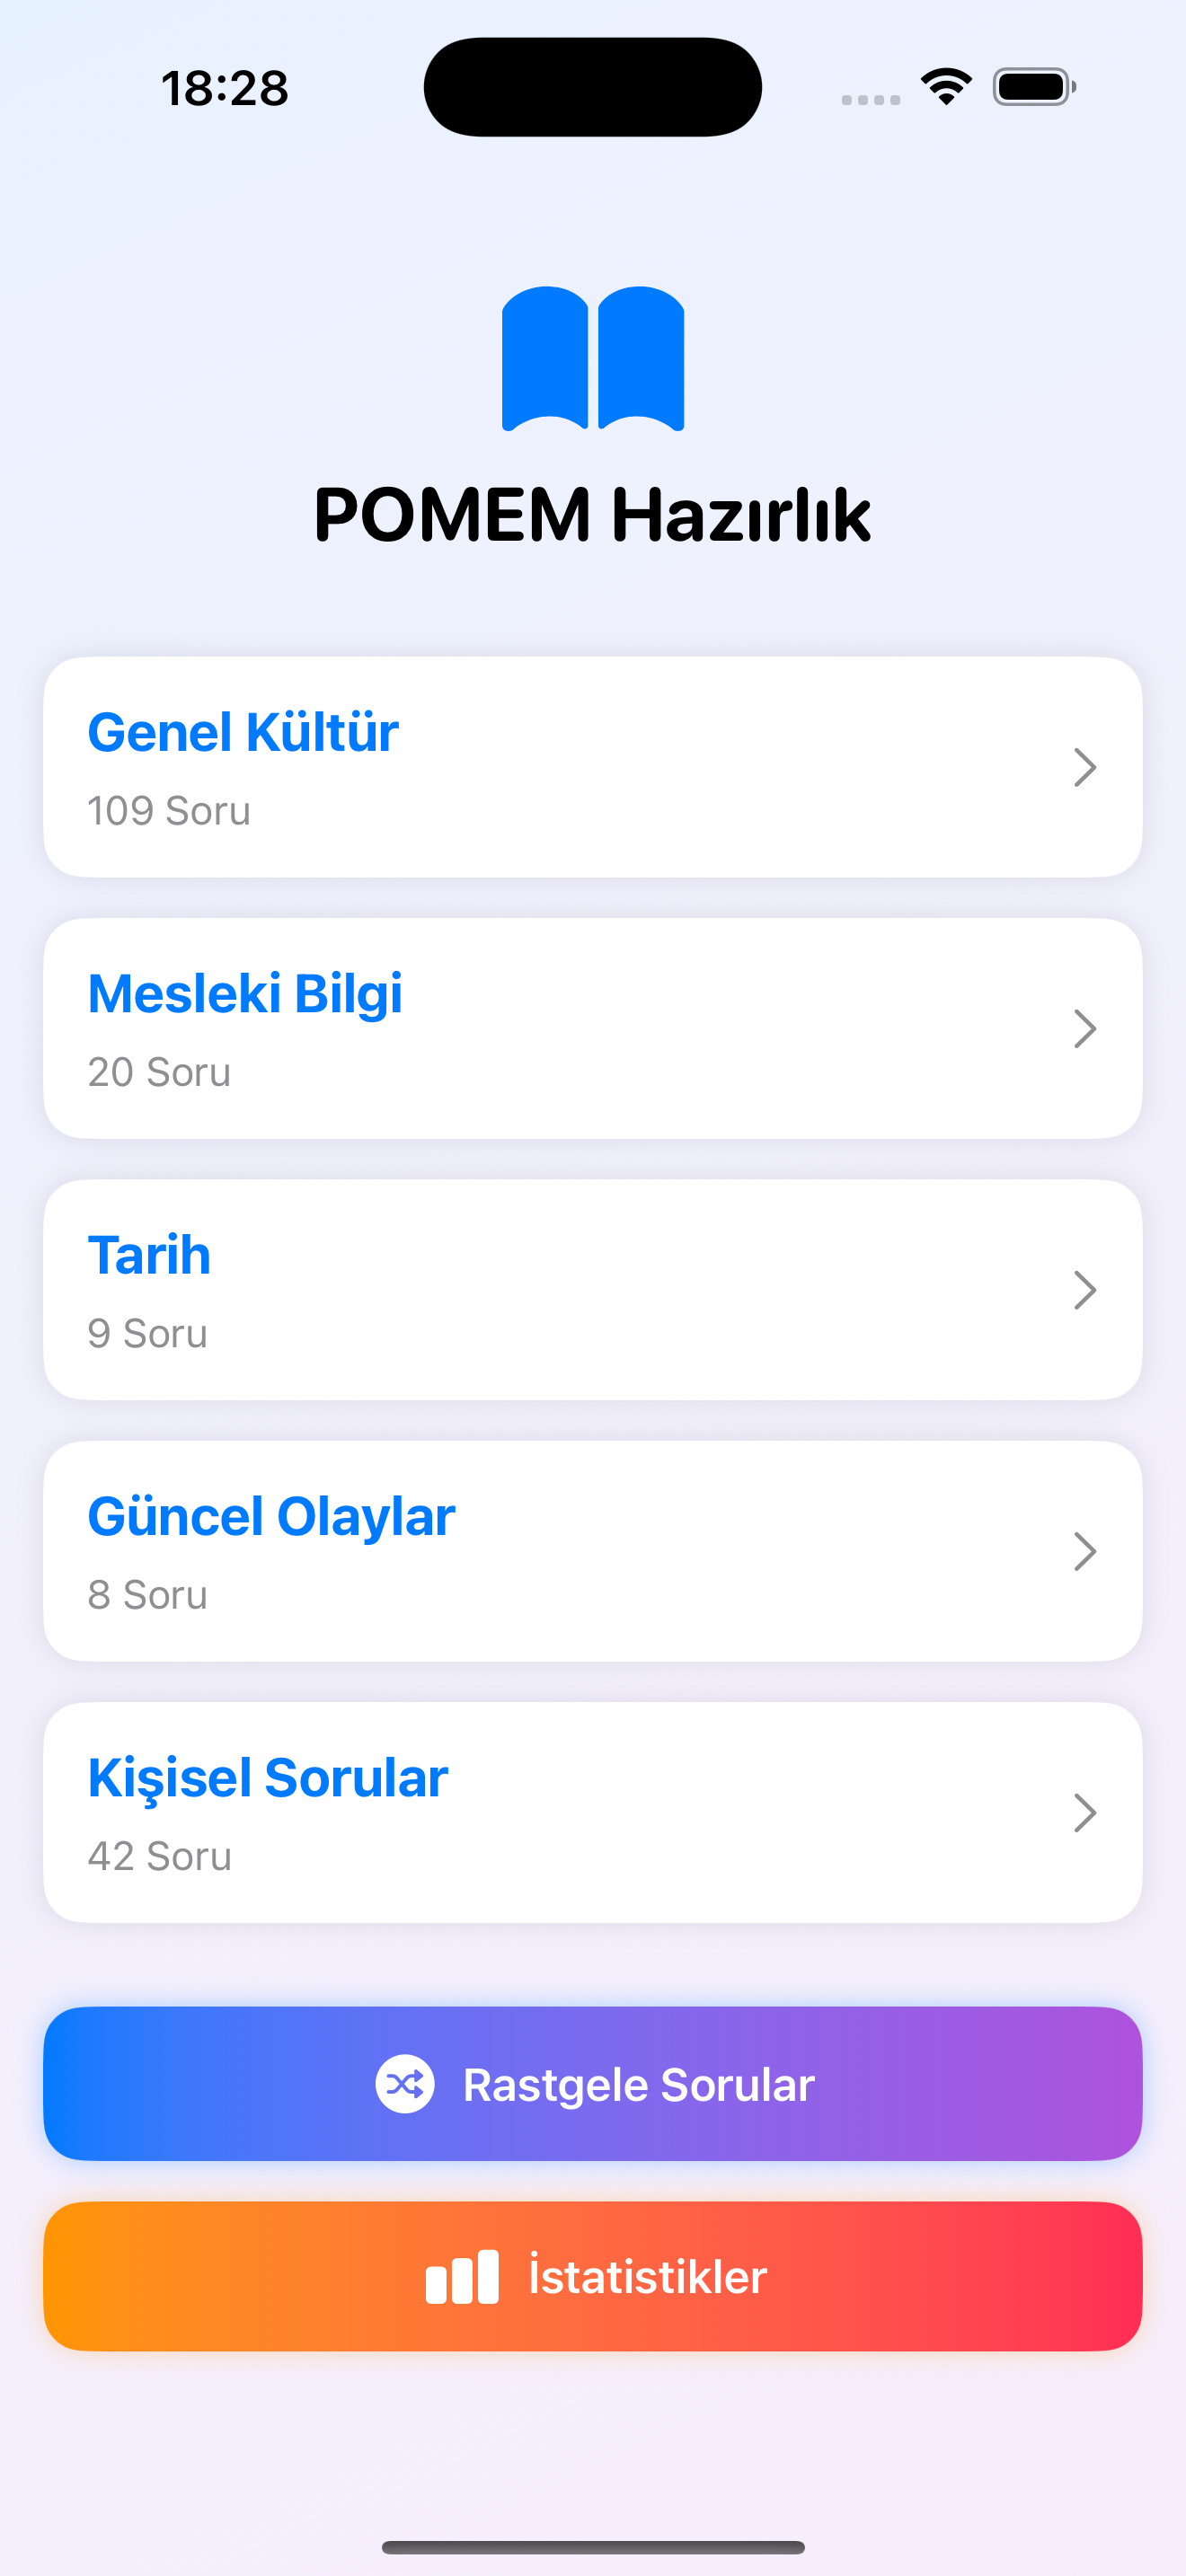 18:28
POMEM Hazırlık
Genel Kültür
109 Soru
Mesleki Bilgi
20 Soru
Tarih
9 Soru
Güncel Olaylar
8 Soru
Kişisel Sorular
42 Soru
Rastgele Sorular
İstatistikler